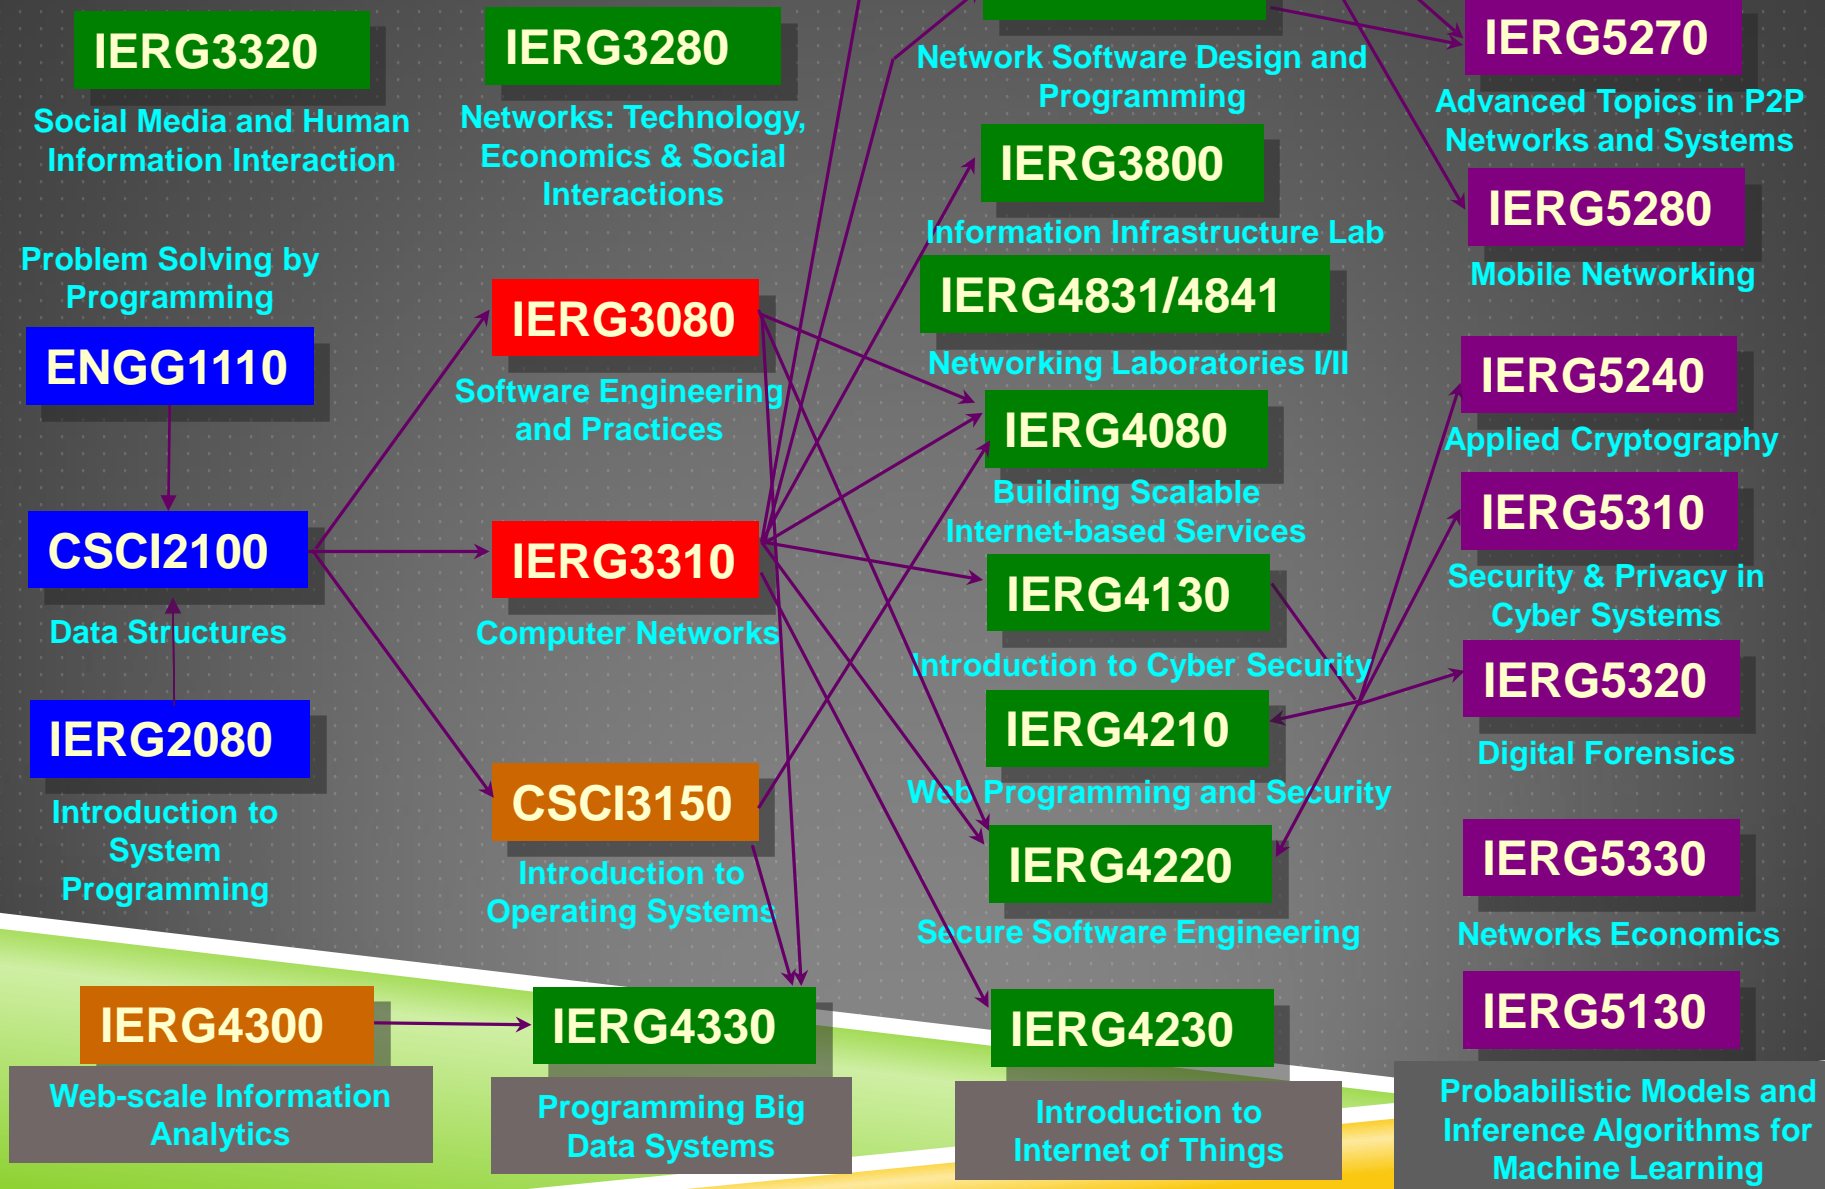 IERG3320
Social Media and Human
Information Interaction
Problem Solving by
Programming
ENGG1110
CSCI2100
Data Structures
IERG2080
Introduction to
System
Programming
IERG4300
Web-scale Information
Analytics
IERG3280
Networks: Technology,
Economics & Social
Interactions
IERG3080
Software Engineering
and Practices
IERG3310
Computer Networks
CSCI3150
Introduction to
Operating Systems
IERG4330
Programming Big
Data Systems
Network Software Design and
Programming
IERG3800
Information Infrastructure Lab
IERG4831/4841
Networking Laboratories I/II
IERG4080
Building Scalable
Internet-based Services
IERG4130
Introduction to Cyber Security
IERG4210
Web Programming and Security
IERG4220
Secure Software Engineering
IERG4230
Introduction to
Internet of Things
IERG5270
Advanced Topics in P2P
Networks and Systems
IERG5280
Mobile Networking
IERG5240
Applied Cryptography
IERG5310
Security & Privacy in
Cyber Systems
IERG5320
Digital Forensics
IERG5330
Networks Economics
IERG5130
Probabilistic Models and
Inference Algorithms for
Machine Learning